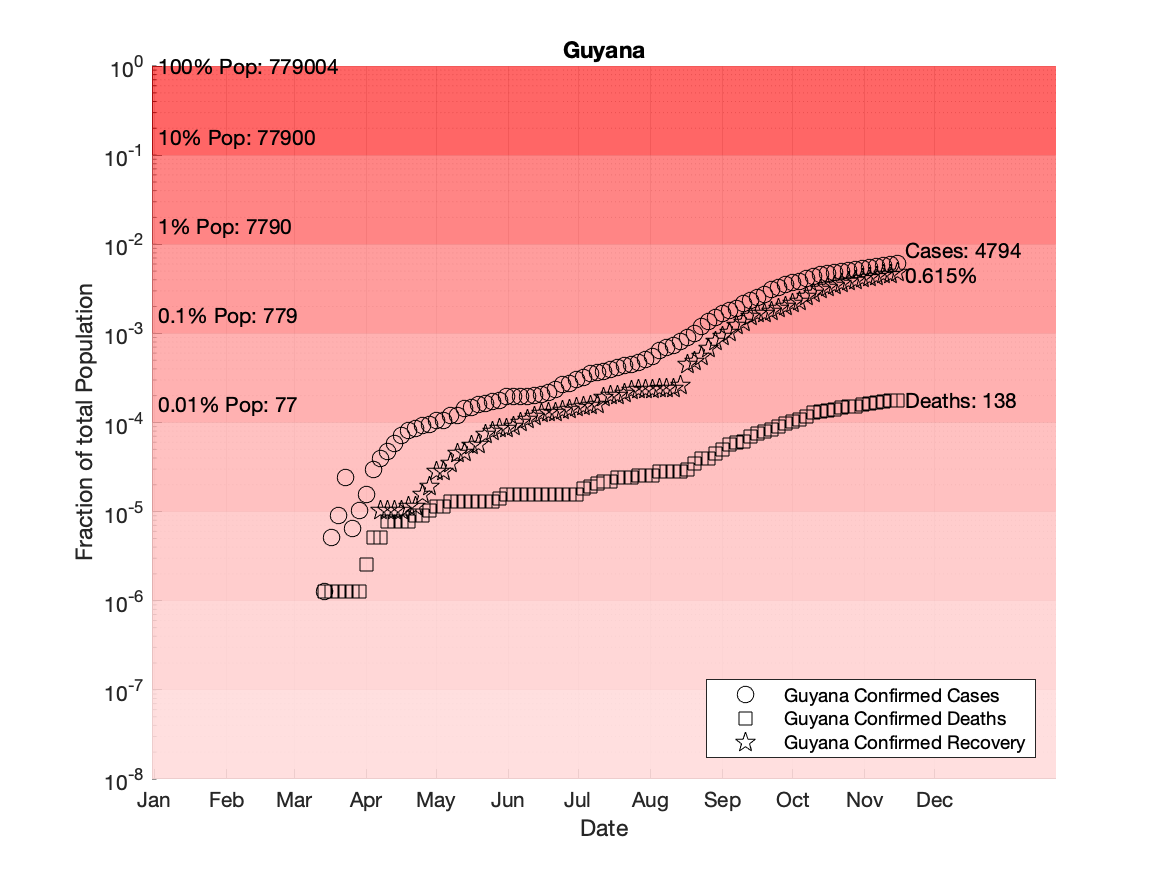 Guyana
10^0
100% Pop: 779004
10% Pop: 77900
10^-1
1% Pop: 7790
10^-2
Cases: 4794
0.615%
0.1% Pop: 779
10^-3
0.01% Pop: 77
Deaths: 138
10^-4
10^-5
10^-6
10^-7
10^-8
Fraction of total Population
Guyana Confirmed Cases
Guyana Confirmed Deaths
Guyana Confirmed Recovery
Jan Feb Mar Apr May Jun Jul Aug Sep Oct Nov Dec
Date